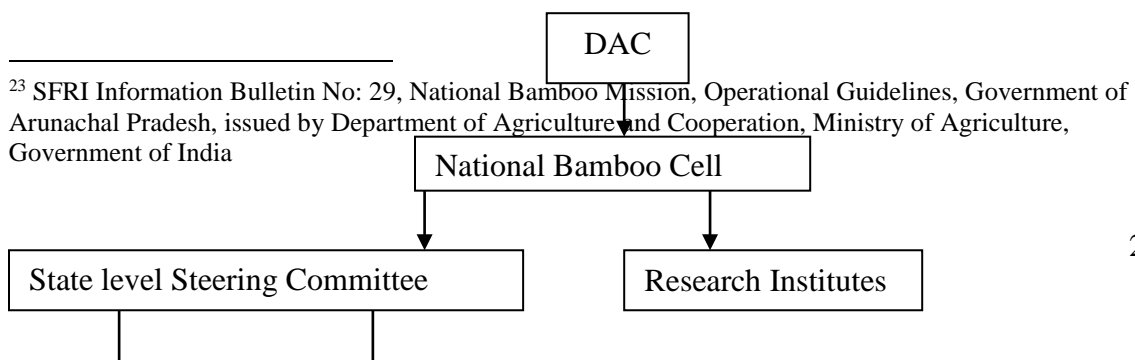 DAC
23 SFRI Information Bulletin No: 29, National Bamboo Mission, Operational Guidelines, Government of
Arunachal Pradesh, issued by Department of Agriculture and Cooperation, Ministry of Agriculture,
Government of India
National Bamboo Cell
State level Steering Committee
Research Institutes
2